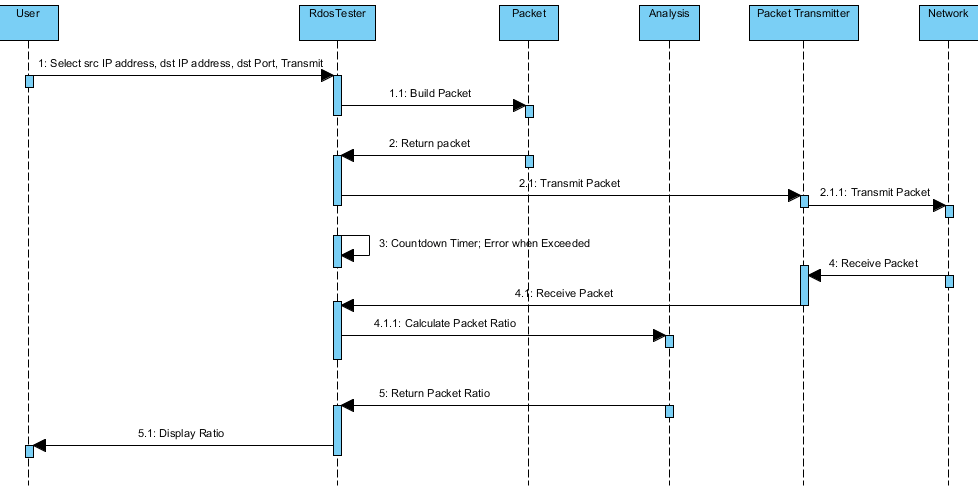 User
RdosTester
Packet
Analysis
Packet Transmitter
Network
1: Select src IP address, dst IP address, dst Port, Transmit
1.1: Build Packet
2: Return packet
2.1: Transmit Packet
2.1.1: Transmit Packet
3: Countdown Timer; Error when Exceeded
4: Receive Packet
4.1: Receive Packet
4.1.1: Calculate Packet Ratio
5: Return Packet Ratio
5.1: Display Ratio